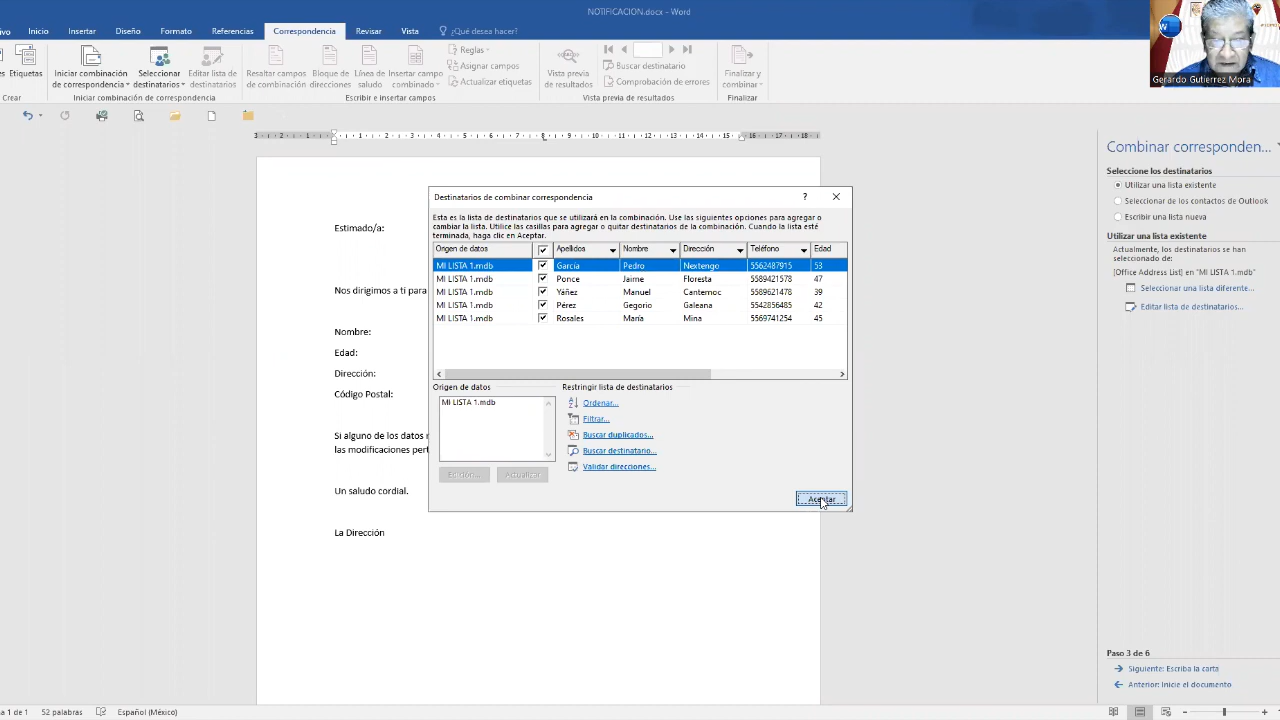 NOTIFICACION.docx - Word
Inicio Insertar Diseño Formato Referencias Correspondencia Revisar Vista ¿Qué desea hacer?
Etiquetas
Crear
Iniciar combinación de correspondencia
Seleccionar destinatarios
Editar lista de destinatarios
Iniciar combinación de correspondencia
Resaltar campos de combinación
Bloque de direcciones
Línea de saludo
Insertar campo combinado
Reglas
Asignar campos
Actualizar etiquetas
Escribir e insertar campos
Vista previa de resultados
Buscar destinatario
Comprobación de errores
Vista previa de resultados
Finalizar y combinar
Finalizar
Gerardo Gutierrez Mora
Estimado/a:
Nos dirigimos a ti para
Nombre:
Edad:
Dirección:
Código Postal:
Si alguno de los datos
las modificaciones
Un saludo cordial.
La Dirección
Destinatarios de combinar correspondencia
Esta es la lista de destinatarios que se utilizará en la combinación. Use las siguientes opciones para agregar o
cambiar la lista. Utilice las casillas para agregar o quitar destinatarios de la combinación. Cuando la lista esté
terminada, haga clic en Aceptar.
Origen de datos Apellidos Nombre Dirección Teléfono Edad
MI LISTA 1.mdb García Pedro Nextengo 5562487915 53
MI LISTA 1.mdb Ponce Jaime Floresta 5589421578 47
MI LISTA 1.mdb Yáñez Manuel Canternoc 5589621478 39
MI LISTA 1.mdb Pérez Gegorio Galeana 5542856485 42
MI LISTA 1.mdb Rosales María Mina 5569741254 45
Origen de datos
MI LISTA 1.mdb
Edición... Actualizar
Restringir lista de destinatarios
Ordenar...
Filtrar...
Buscar duplicados...
Buscar destinatario...
Validar direcciones...
Aceptar
Combinar corresponden...
Seleccione los destinatarios
Utilizar una lista existente
Seleccionar de los contactos de Outlook
Escribir una lista nueva
Utilizar una lista existente
Actualmente, los destinatarios se han
seleccionado de:
[Office Address List] en "MI LISTA 1.mdb"
Seleccionar una lista diferente...
Editar lista de destinatarios...
Paso 3 de 6
Siguiente: Escriba la carta
Anterior: Inicie el documento
1 de 1 52 palabras Español (México)